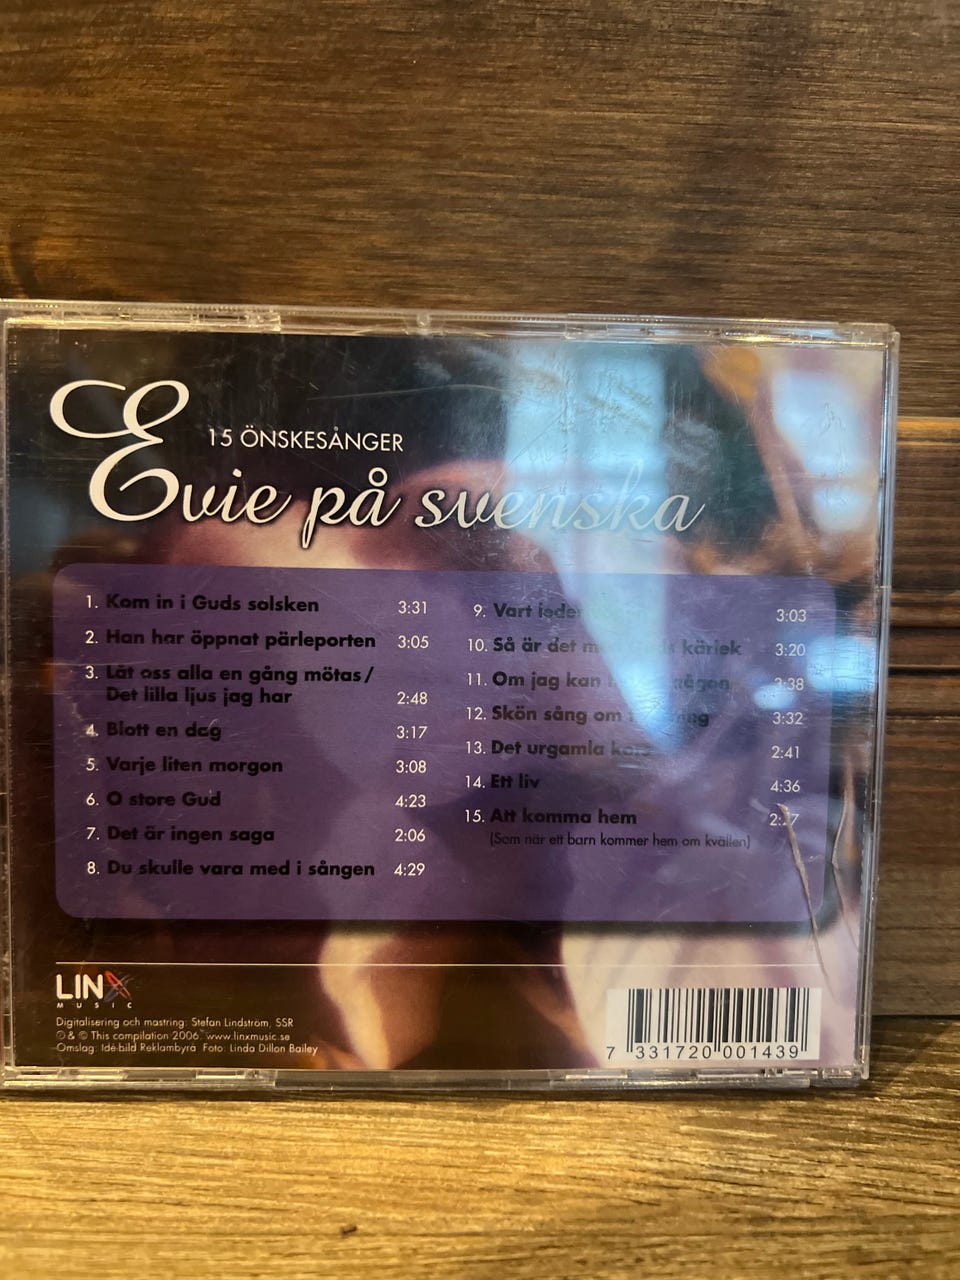 15 ÖNSKESÅNGER
Evie på svenska
1. Kom in i Guds solsken 3:31
2. Han har öppnat pärleporten 3:05
3. Låt oss alla en gång mötas/
Det lilla ljus jag har 2:48
4. Blott en dag 3:17
5. Varje liten morgon 3:08
6. O store Gud 4:23
7. Det är ingen saga 2:06
8. Du skulle vara med i sången 4:29
9. Vart 3:03
10. Så är det med Guds kärlek 3:20
11. Om jag kan någon 3:38
12. Skön sång om 3:32
13. Det urgamla 2:41
14. Ett liv 4:36
15. Att komma hem
(Som när ett barn kommer hem om kvällen)
LINX
MUSIC
Digitalisering och mastring: Stefan Lindström, SSR
℗ & © This compilation 2006 www.linxmusic.se
Omslag: Idé-bild Reklambyrå Foto: Linda Dillon Bailey
7 331720 001439